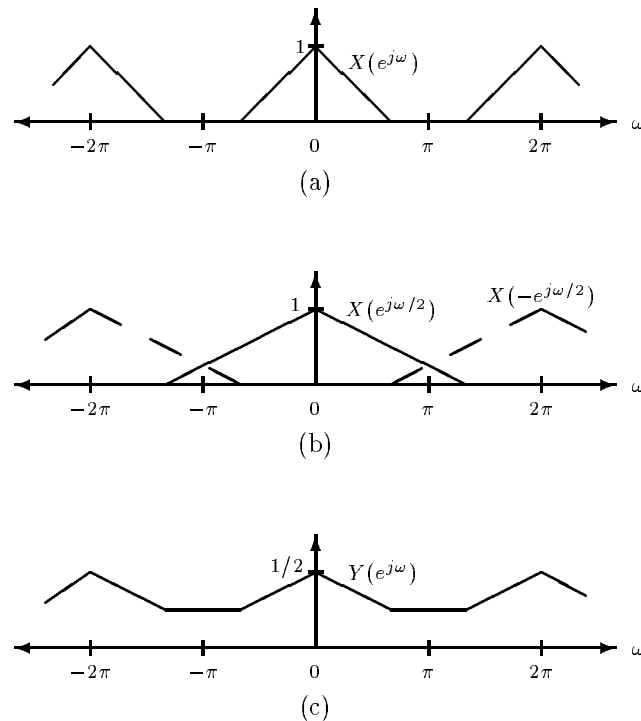 1
X(e^{jω})
−2π −π 0 π 2π ω
(a)
1
X(e^{jω/2})
X(−e^{jω/2})
−2π −π 0 π 2π ω
(b)
1/2
Y(e^{jω})
−2π −π 0 π 2π ω
(c)